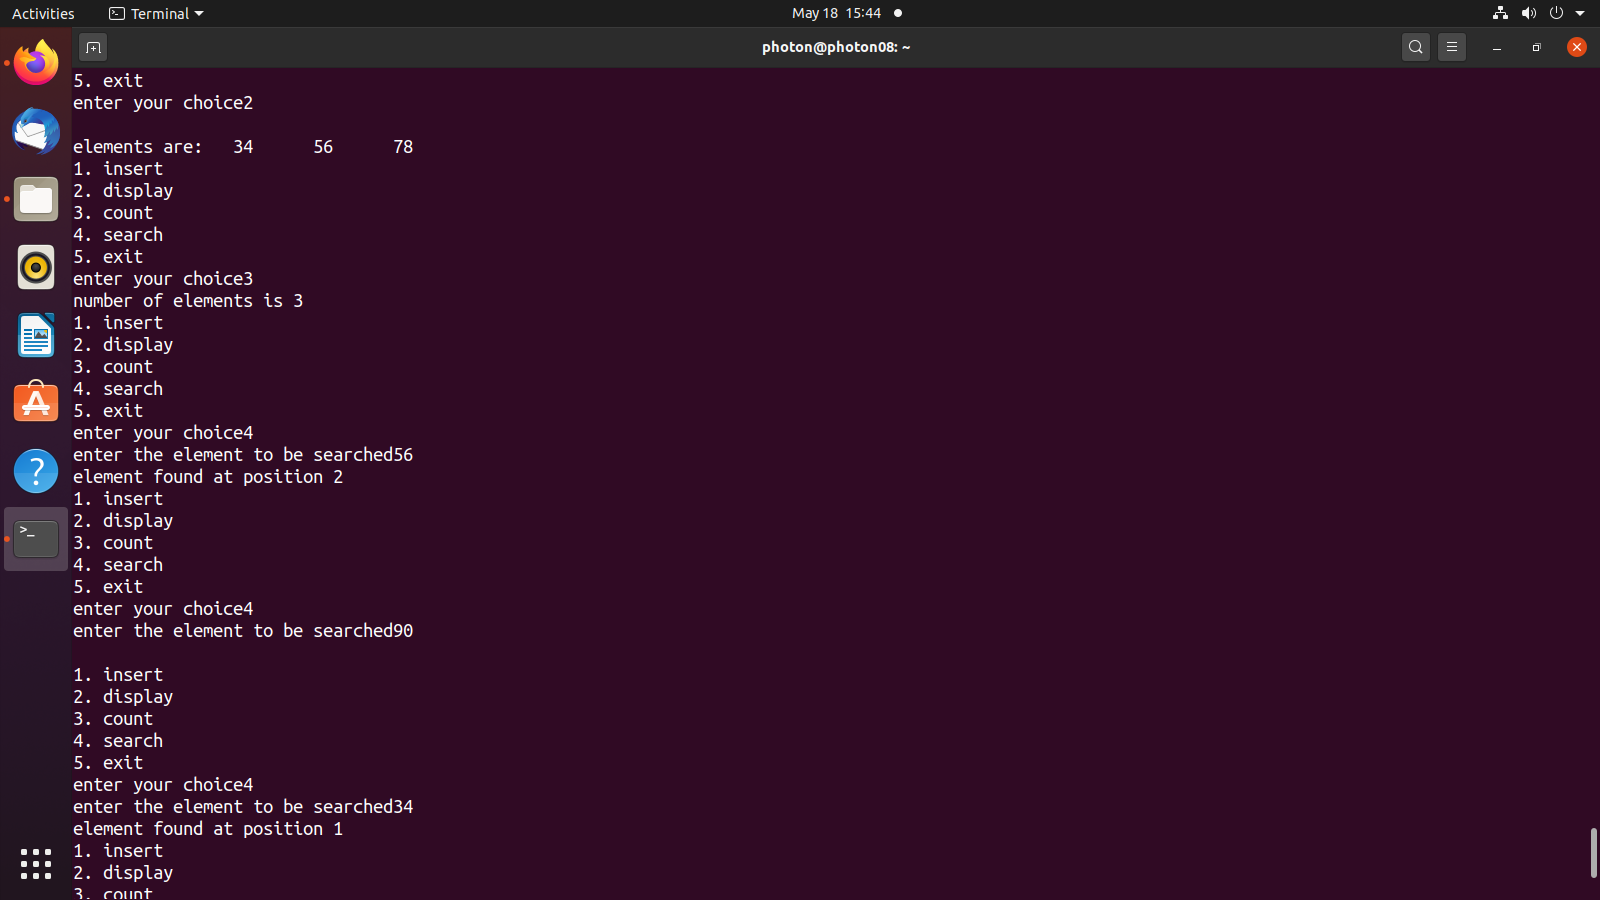 Activities
Terminal
May 18 15:44
photon@photon08: ~
5. exit
enter your choice2
elements are: 34 56 78
1. insert
2. display
3. count
4. search
5. exit
enter your choice3
number of elements is 3
1. insert
2. display
3. count
4. search
5. exit
enter your choice4
enter the element to be searched56
element found at position 2
1. insert
2. display
3. count
4. search
5. exit
enter your choice4
enter the element to be searched90
1. insert
2. display
3. count
4. search
5. exit
enter your choice4
enter the element to be searched34
element found at position 1
1. insert
2. display
3. count